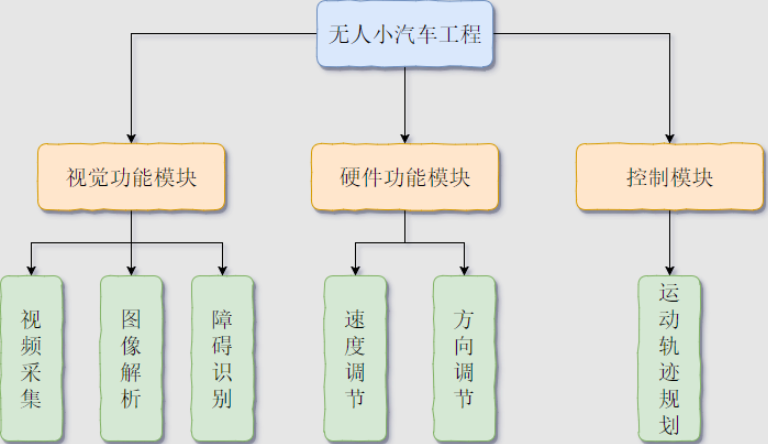 无人小汽车工程
视觉功能模块
硬件功能模块
控制模块
视频采集
图像解析
障碍识别
速度调节
方向调节
运动轨迹规划